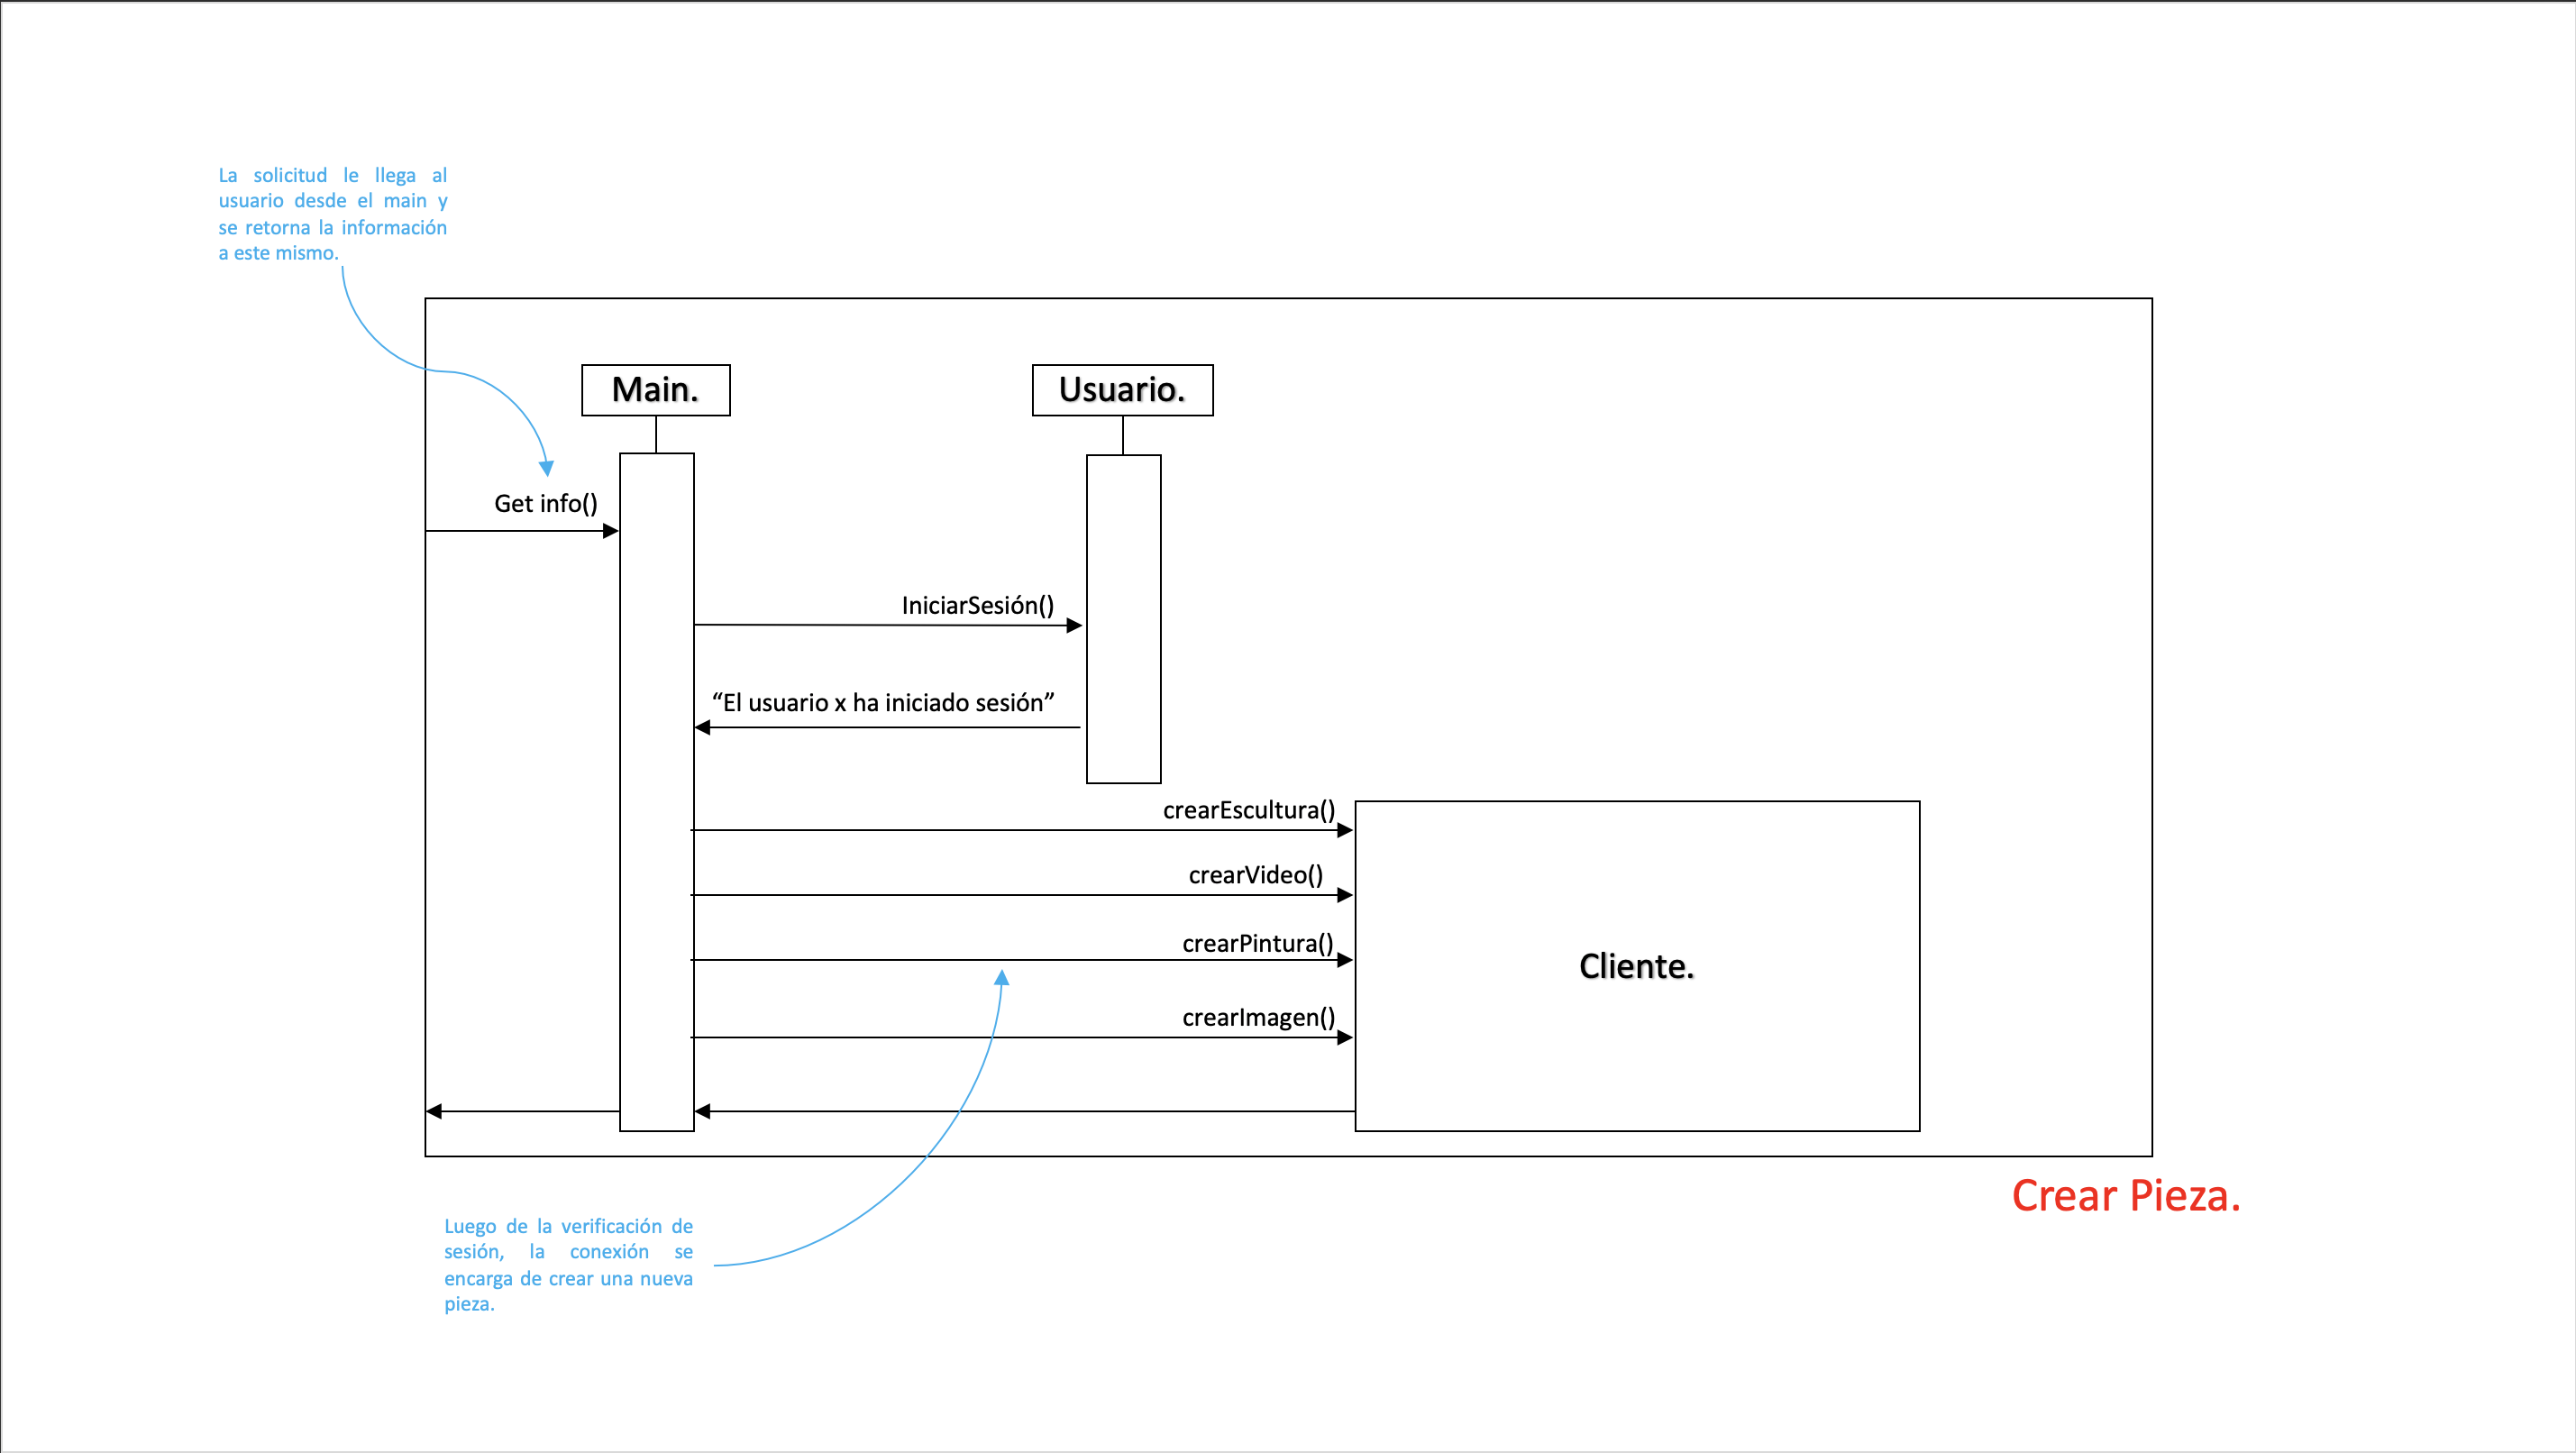 La solicitud le llega al
usuario desde el main y
se retorna la información
a este mismo.
Main.
Usuario.
Get info()
IniciarSesión()
“El usuario x ha iniciado sesión”
crearEscultura()
crearVideo()
crearPintura()
Cliente.
crearImagen()
Crear Pieza.
Luego de la verificación de
sesión, la conexión se
encarga de crear una nueva
pieza.